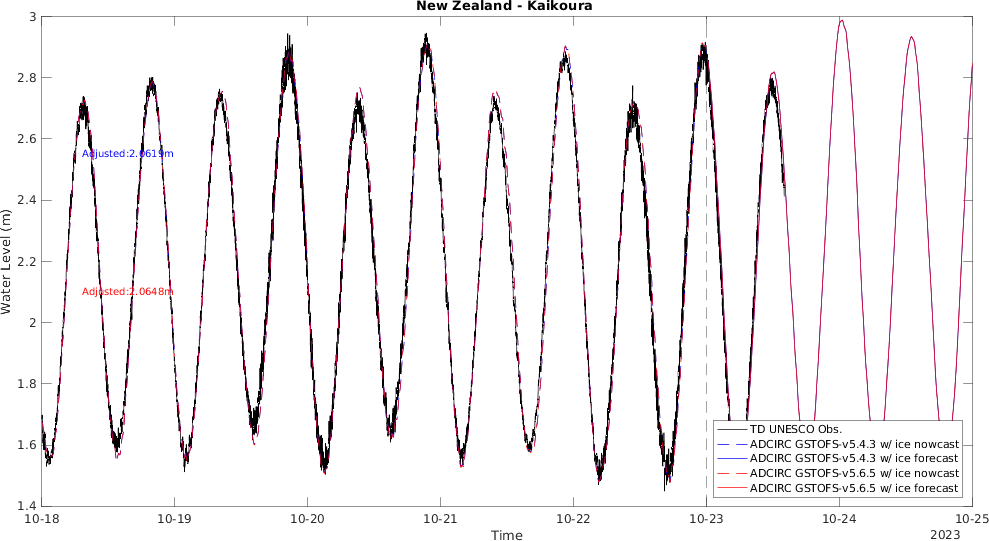 New Zealand - Kaikoura
3
2.8
2.6
2.4
2.2
2
1.8
1.6
1.4
Water Level (m)
Adjusted:2.0619m
Adjusted:2.0648m
TD UNESCO Obs.
ADCIRC GSTOFS-v5.4.3 w/ ice nowcast
ADCIRC GSTOFS-v5.4.3 w/ ice forecast
ADCIRC GSTOFS-v5.6.5 w/ ice nowcast
ADCIRC GSTOFS-v5.6.5 w/ ice forecast
10-18 10-19 10-20 10-21 10-22 10-23 10-24 10-25
Time
2023